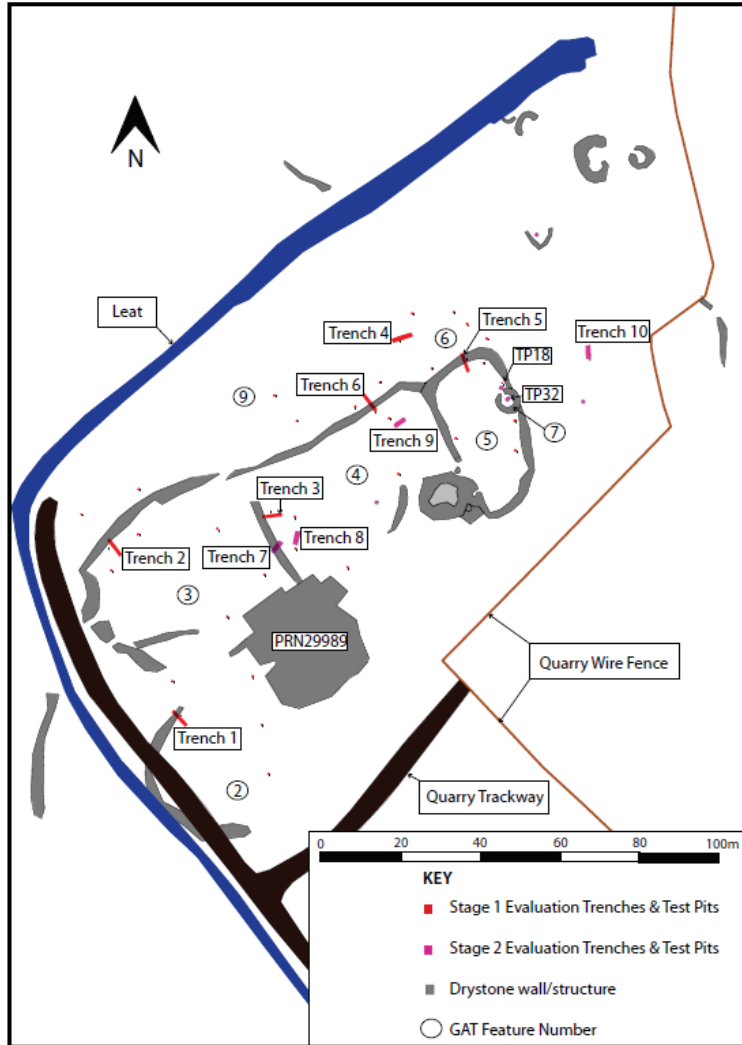 N
Leat
Trench 4
6
Trench 5
Trench 10
TP18
Trench 6
9
TP32
Trench 9
7
5
4
Trench 3
Trench 8
Trench 7
Trench 2
3
PRN29989
Quarry Wire Fence
Trench 1
2
Quarry Trackway
0 20 40 60 80 100m
KEY
Stage 1 Evaluation Trenches & Test Pits
Stage 2 Evaluation Trenches & Test Pits
Drystone wall/structure
GAT Feature Number